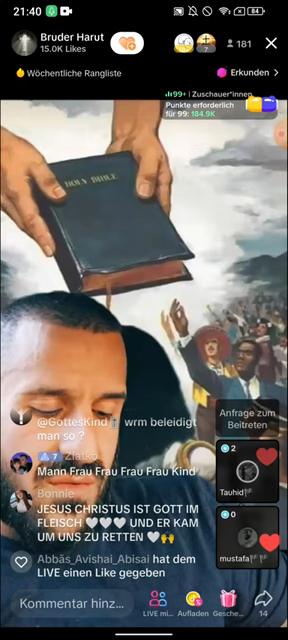 21:40
84
Bruder Harut
15.0K Likes
7
181
Wöchentliche Rangliste
Erkunden >
99+ | Zuschauer*innen
Punkte erforderlich
für 99: 184.9K
HOLY BIBLE
@GottesKind wrm beleidigt
man so ?
7 Zlatko
Mann Frau Frau Frau Frau Kind
Bonnie
JESUS CHRISTUS IST GOTT IM
FLEISCH 🤍🤍🤍 UND ER KAM
UM UNS ZU RETTEN 🤍🙌
Abbās_Avishai_Abisai hat dem
LIVE einen Like gegeben
Anfrage zum
Beitreten
2
Tauhid🏴
0
mustafa🏴🏴
Kommentar hinz...
LIVE mi...
Aufladen
Gesche...
14